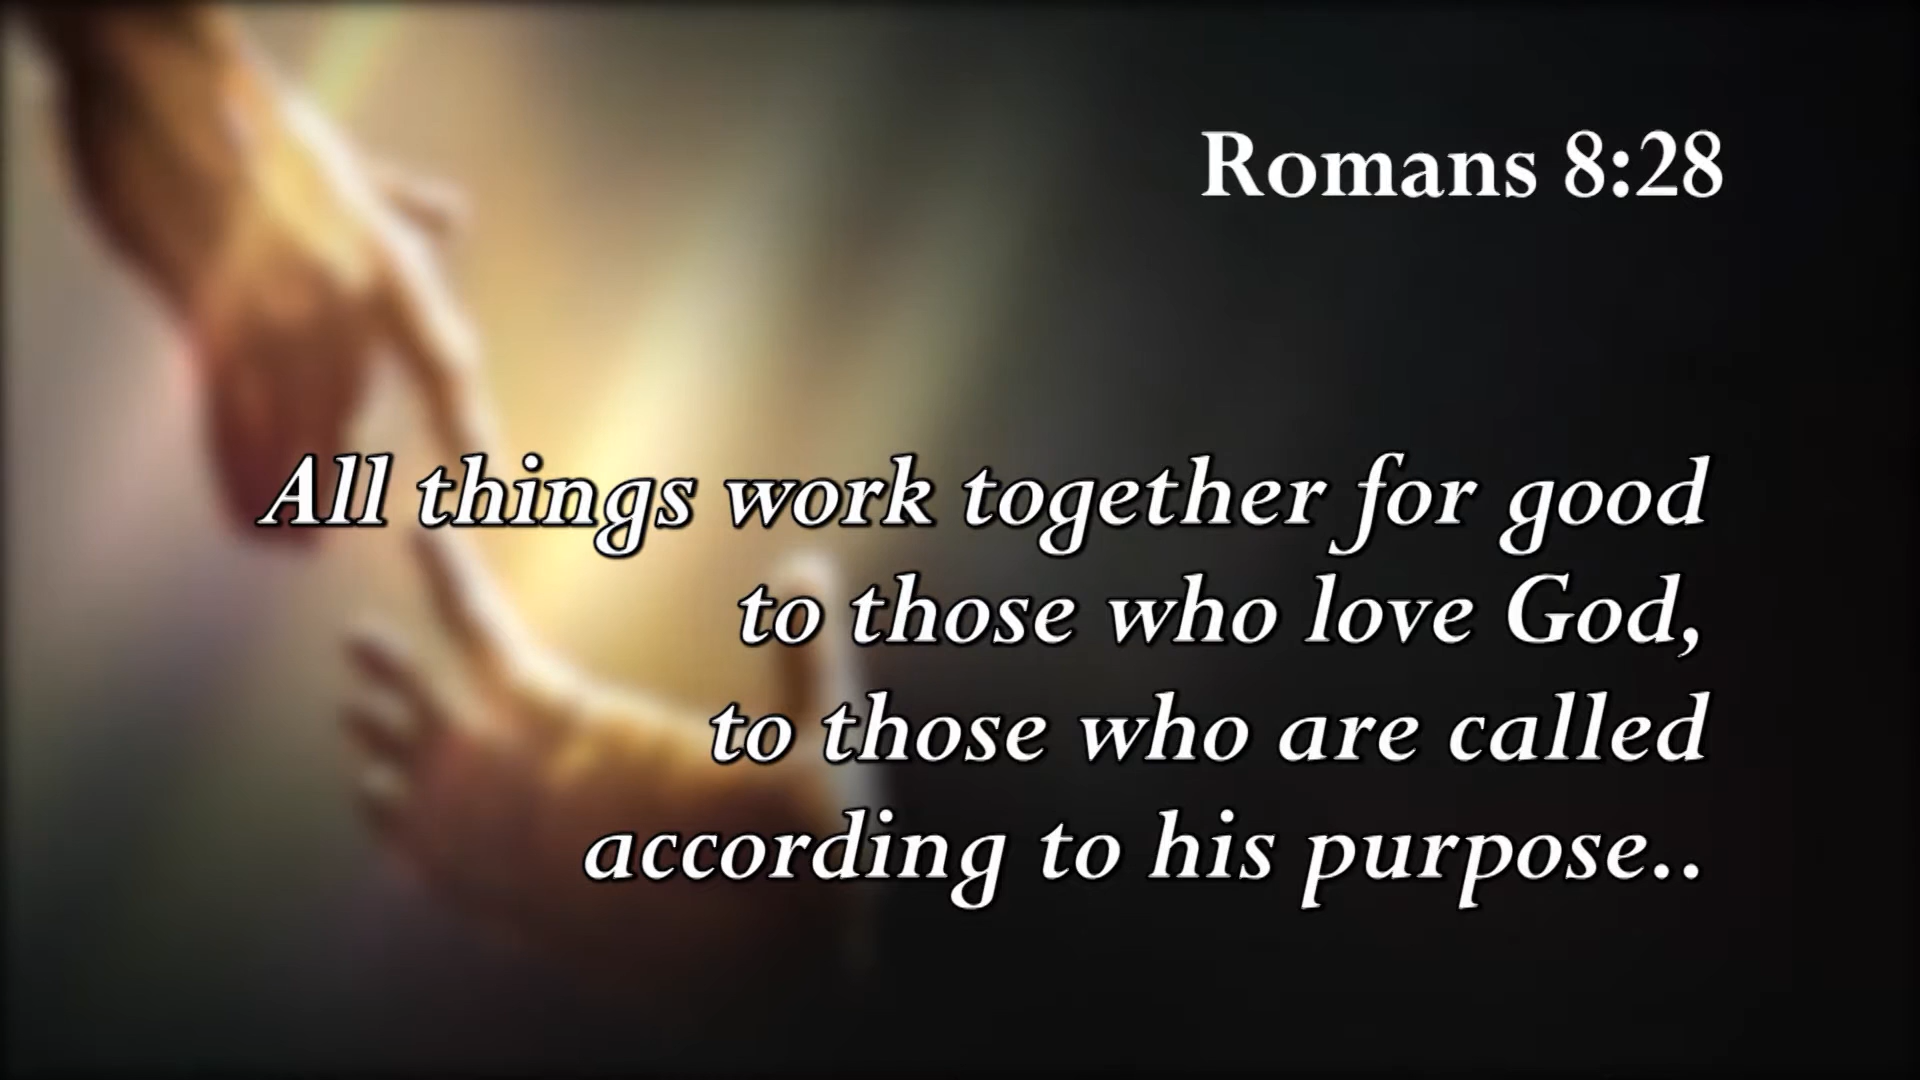 Romans 8:28
All things work together for good
to those who love God,
to those who are called
according to his purpose..